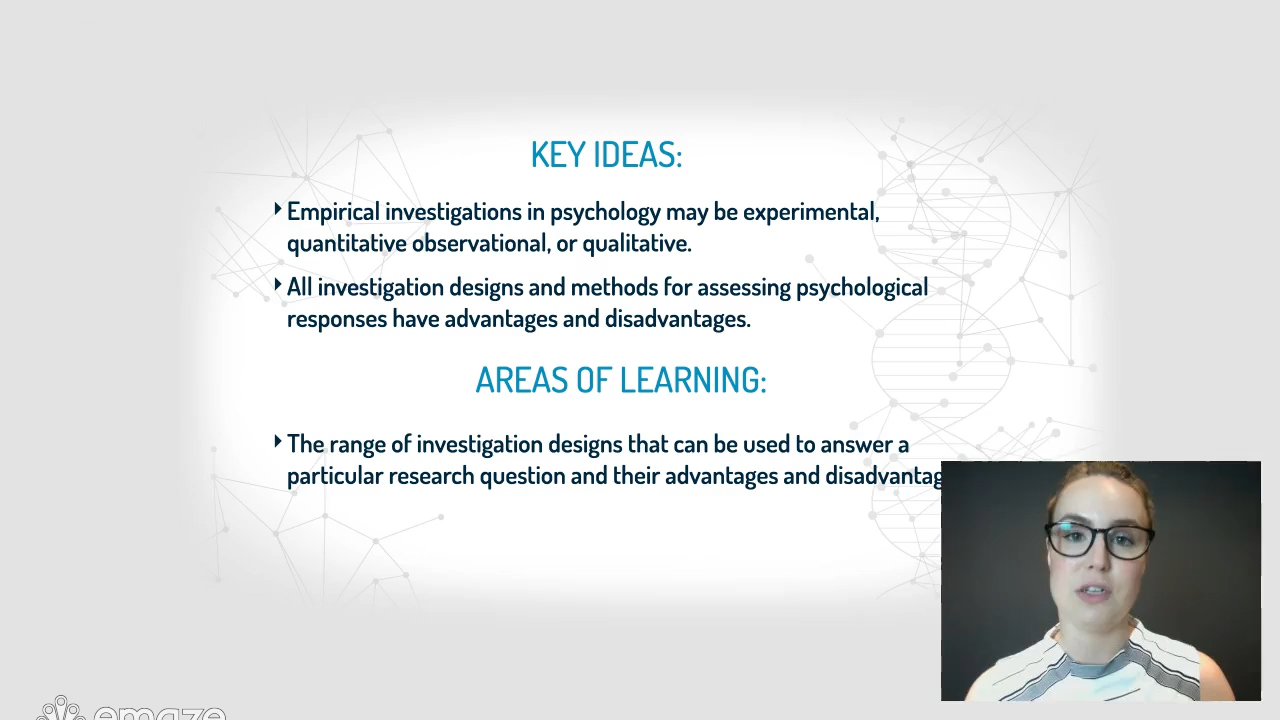 KEY IDEAS:
Empirical investigations in psychology may be experimental,
quantitative observational, or qualitative.
All investigation designs and methods for assessing psychological
responses have advantages and disadvantages.
AREAS OF LEARNING:
The range of investigation designs that can be used to answer a
particular research question and their advantages and disadvantag
emaze